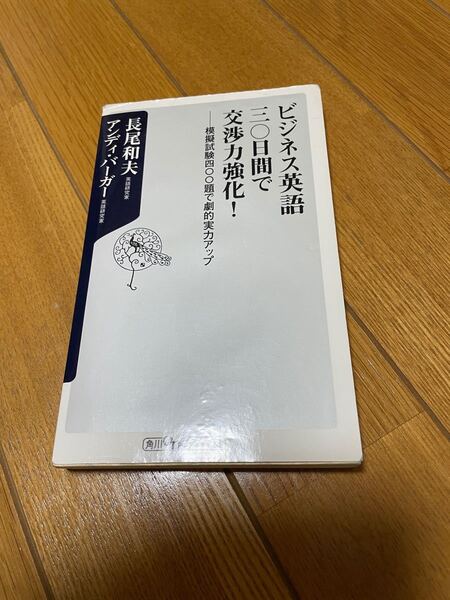 ビジネス英語
三〇日間で
交渉力強化!
――模擬試験四〇〇題で劇的実力アップ
長尾和夫 英語研究家
アンディ・バーガー 英語研究家
角川